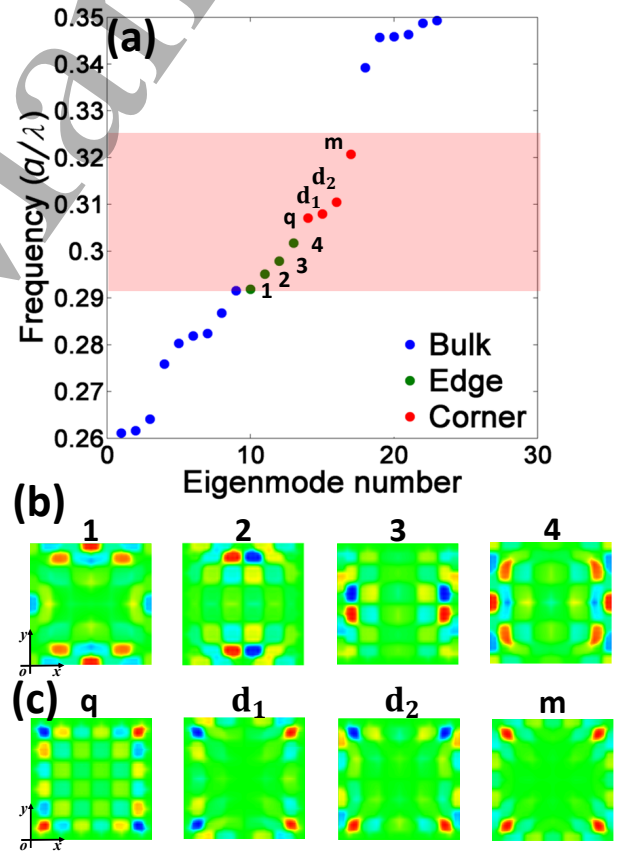 (a)
0.35
0.34
0.33
0.32
0.31
0.3
0.29
0.28
0.27
0.26
Frequency (a/λ)
m
d₂
d₁
q
4
3
2
1
Bulk
Edge
Corner
0 10 20 30
Eigenmode number
(b)
1 2 3 4
y
o x
(c)
q d₁ d₂ m
y
o x